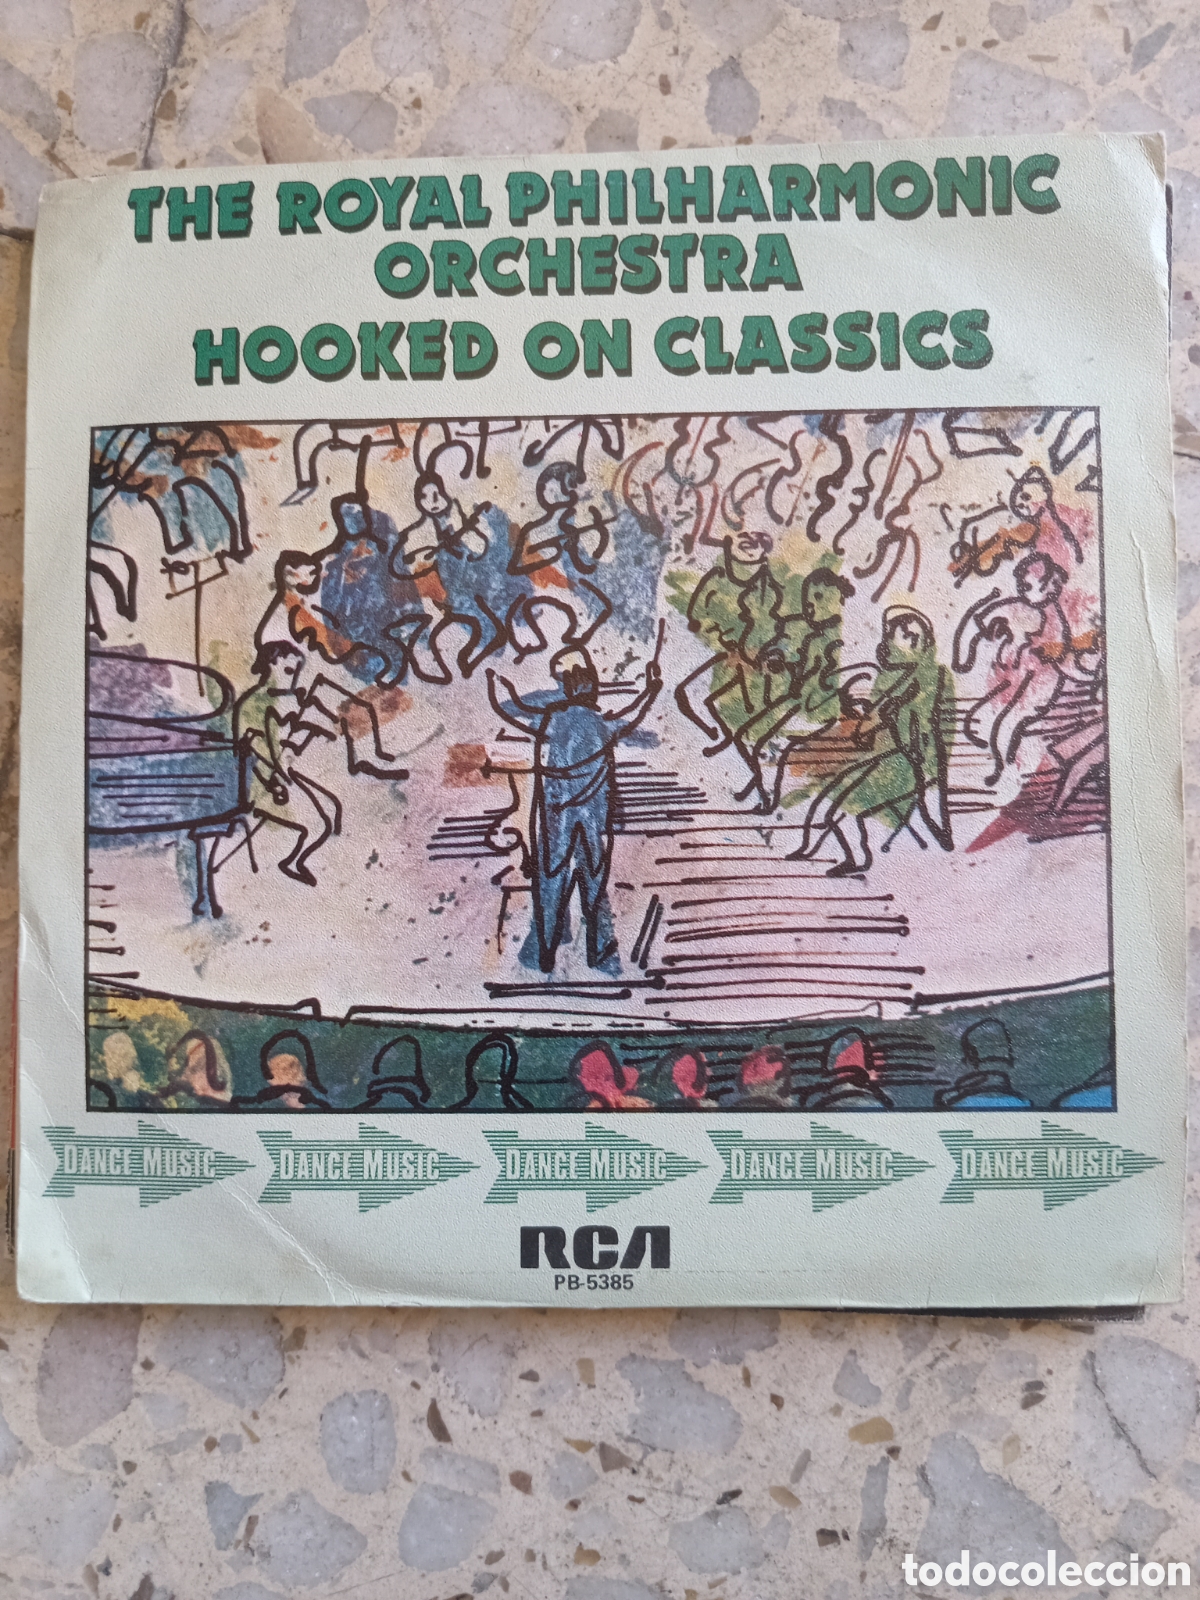 THE ROYAL PHILHARMONIC
ORCHESTRA
HOOKED ON CLASSICS
DANCE MUSIC DANCE MUSIC DANCE MUSIC DANCE MUSIC DANCE MUSIC
RCA
PB-5385
todocoleccion